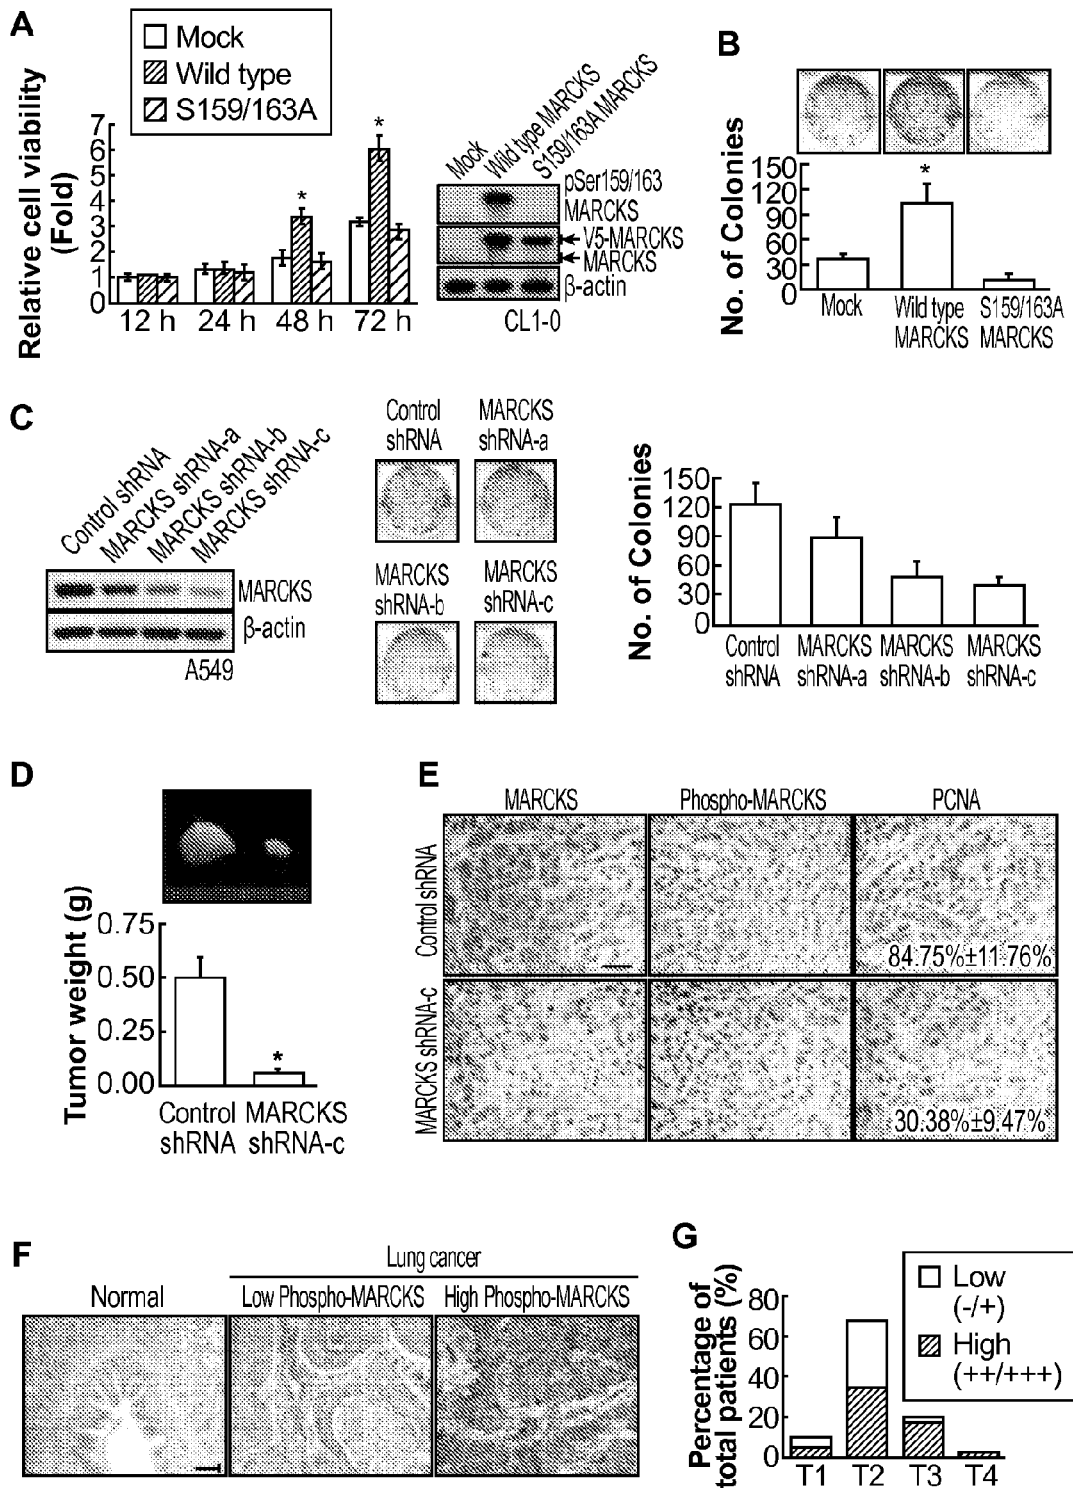 A
Mock
Wild type
S159/163A
Relative cell viability
(Fold)
7
6
5
4
3
2
1
0
*
*
12 h
24 h
48 h
72 h
Mock
Wild type MARCKS
S159/163A MARCKS
pSer159/163
MARCKS
V5-MARCKS
MARCKS
β-actin
CL1-0
B
No. of Colonies
150
120
90
60
30
0
*
Mock
Wild type
MARCKS
S159/163A
MARCKS
C
Control shRNA
MARCKS shRNA-a
MARCKS shRNA-b
MARCKS shRNA-c
MARCKS
β-actin
A549
Control
shRNA
MARCKS
shRNA-a
MARCKS
shRNA-b
MARCKS
shRNA-c
No. of Colonies
150
120
90
60
30
0
Control
shRNA
MARCKS
shRNA-a
MARCKS
shRNA-b
MARCKS
shRNA-c
D
Tumor weight (g)
0.75
0.50
0.25
0.00
*
Control
shRNA
MARCKS
shRNA-c
E
MARCKS
Phospho-MARCKS
PCNA
Control shRNA
84.75%±11.76%
MARCKS shRNA-c
30.38%±9.47%
F
Lung cancer
Normal
Low Phospho-MARCKS
High Phospho-MARCKS
G
Low
(-/+)
High
(++/+++)
Percentage of
total patients (%)
80
60
40
20
0
T1
T2
T3
T4